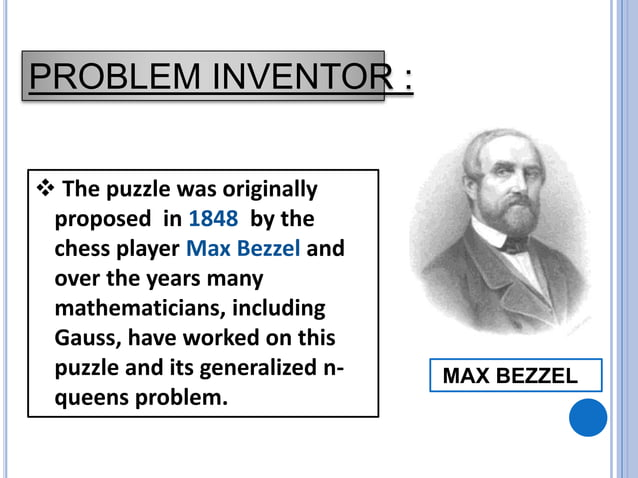 PROBLEM INVENTOR :
❖ The puzzle was originally
proposed in 1848 by the
chess player Max Bezzel and
over the years many
mathematicians, including
Gauss, have worked on this
puzzle and its generalized n-
queens problem.
MAX BEZZEL